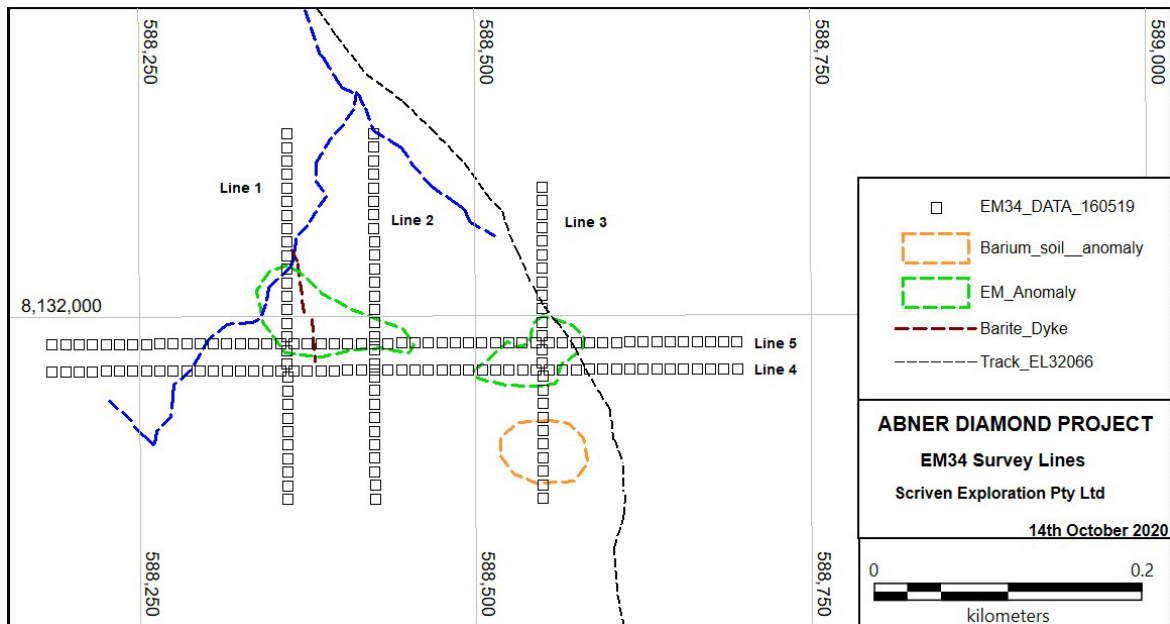 588,250
588,500
588,750
589,000
Line 1
Line 2
Line 3
8,132,000
Line 5
Line 4
588,250
588,500
588,750
EM34_DATA_160519
Barium_soil__anomaly
EM_Anomaly
Barite_Dyke
Track_EL32066
ABNER DIAMOND PROJECT
EM34 Survey Lines
Scriven Exploration Pty Ltd
14th October 2020
0 0.2
kilometers